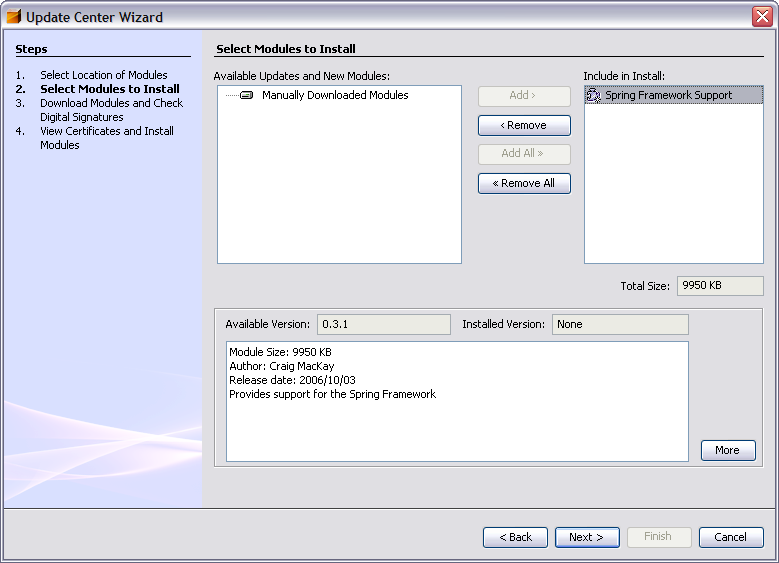 Update Center Wizard
Steps
1. Select Location of Modules
2. Select Modules to Install
3. Download Modules and Check
Digital Signatures
4. View Certificates and Install
Modules
Select Modules to Install
Available Updates and New Modules:
Manually Downloaded Modules
Add >
< Remove
Add All »
« Remove All
Include in Install:
Spring Framework Support
Total Size: 9950 KB
Available Version: 0.3.1 Installed Version: None
Module Size: 9950 KB
Author: Craig MacKay
Release date: 2006/10/03
Provides support for the Spring Framework
More
< Back Next > Finish Cancel